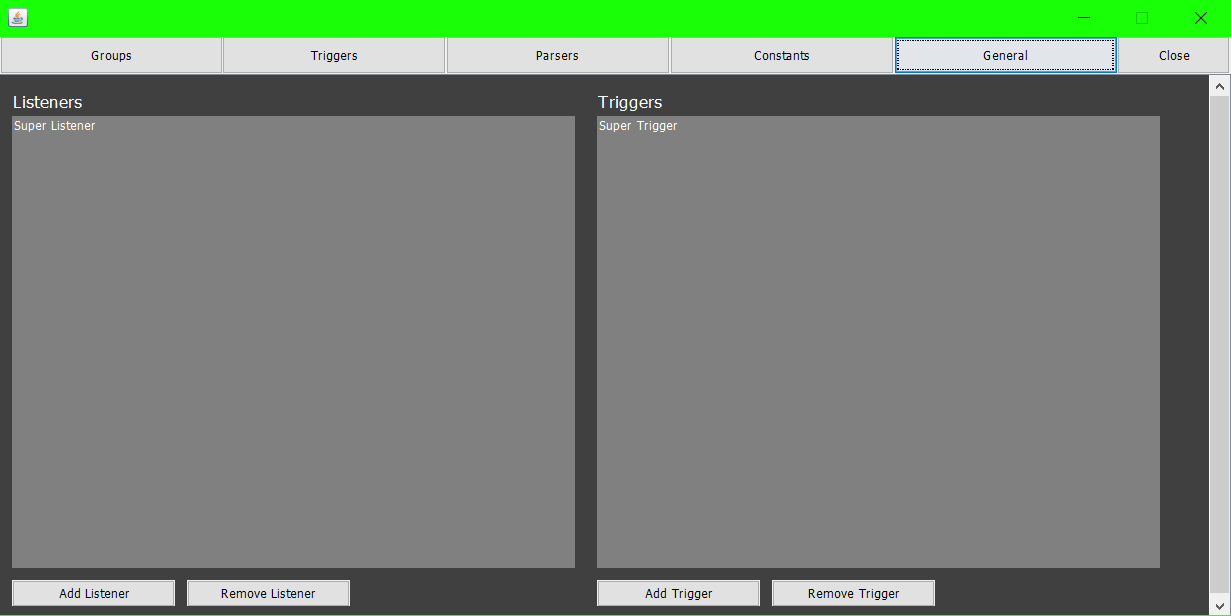 Groups Triggers Parsers Constants General Close
Listeners Triggers
Super Listener Super Trigger
Add Listener Remove Listener Add Trigger Remove Trigger